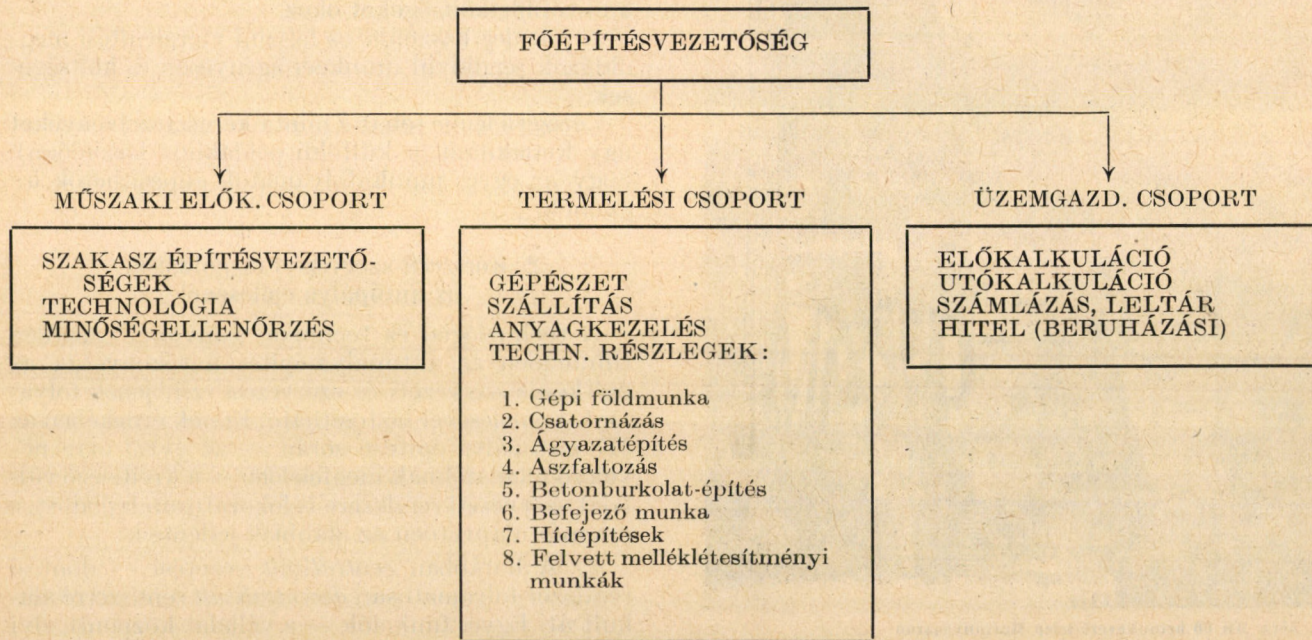 FŐÉPÍTÉSVEZETŐSÉG
MŰSZAKI ELŐK. CSOPORT
SZAKASZ ÉPÍTÉSVEZETŐ-
SÉGEK
TECHNOLÓGIA
MINŐSÉGELLENŐRZÉS
TERMELÉSI CSOPORT
GÉPÉSZET
SZÁLLÍTÁS
ANYAGKEZELÉS
TECHN. RÉSZLEGEK:
1. Gépi földmunka
2. Csatornázás
3. Ágyazatépítés
4. Aszfaltozás
5. Betonburkolat-építés
6. Befejező munka
7. Hídépítések
8. Felvett melléklétesítményi
munkák
ÜZEMGAZD. CSOPORT
ELŐKALKULÁCIÓ
UTÓKALKULÁCIÓ
SZÁMLÁZÁS, LELTÁR
HITEL (BERUHÁZÁSI)